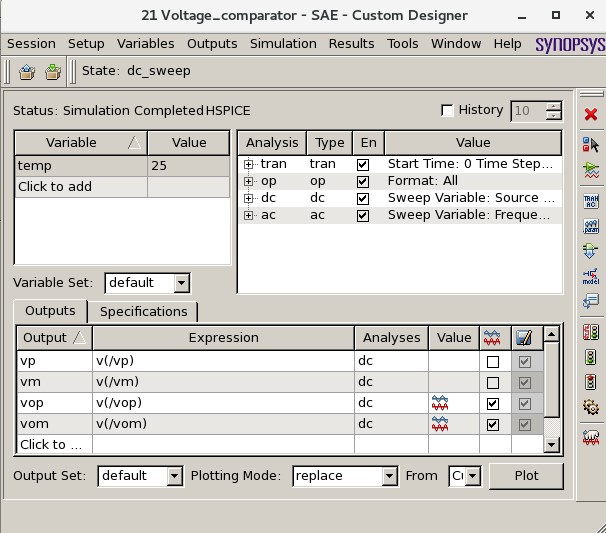 21 Voltage_comparator - SAE - Custom Designer
Session Setup Variables Outputs Simulation Results Tools Window Help SYNOPSYS
State: dc_sweep
Status: Simulation Completed HSPICE History 10
Variable Value
temp 25
Click to add
Analysis Type En Value
tran tran Start Time: 0 Time Step...
op op Format: All
dc dc Sweep Variable: Source ...
ac ac Sweep Variable: Freque...
Variable Set: default
Outputs Specifications
Output Expression Analyses Value
vp v(/vp) dc
vm v(/vm) dc
vop v(/vop) dc
vom v(/vom) dc
Click to ...
Output Set: default Plotting Mode: replace From Plot
TRAN
AC
model